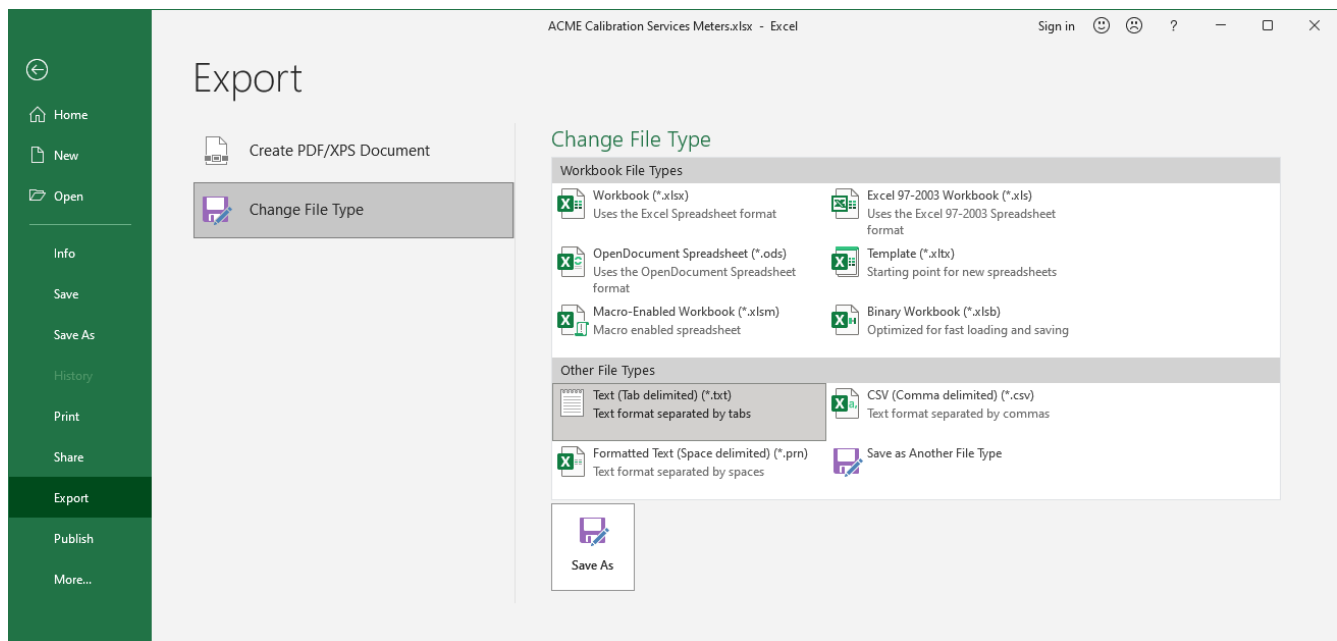 ACME Calibration Services Meters.xlsx - Excel
Sign in
?
Export
Home
New
Open
Info
Save
Save As
History
Print
Share
Export
Publish
More...
Create PDF/XPS Document
Change File Type
Change File Type
Workbook File Types
Workbook (*.xlsx)
Uses the Excel Spreadsheet format
Excel 97-2003 Workbook (*.xls)
Uses the Excel 97-2003 Spreadsheet
format
OpenDocument Spreadsheet (*.ods)
Uses the OpenDocument Spreadsheet
format
Template (*.xltx)
Starting point for new spreadsheets
Macro-Enabled Workbook (*.xlsm)
Macro enabled spreadsheet
Binary Workbook (*.xlsb)
Optimized for fast loading and saving
Other File Types
Text (Tab delimited) (*.txt)
Text format separated by tabs
CSV (Comma delimited) (*.csv)
Text format separated by commas
Formatted Text (Space delimited) (*.prn)
Text format separated by spaces
Save as Another File Type
Save As